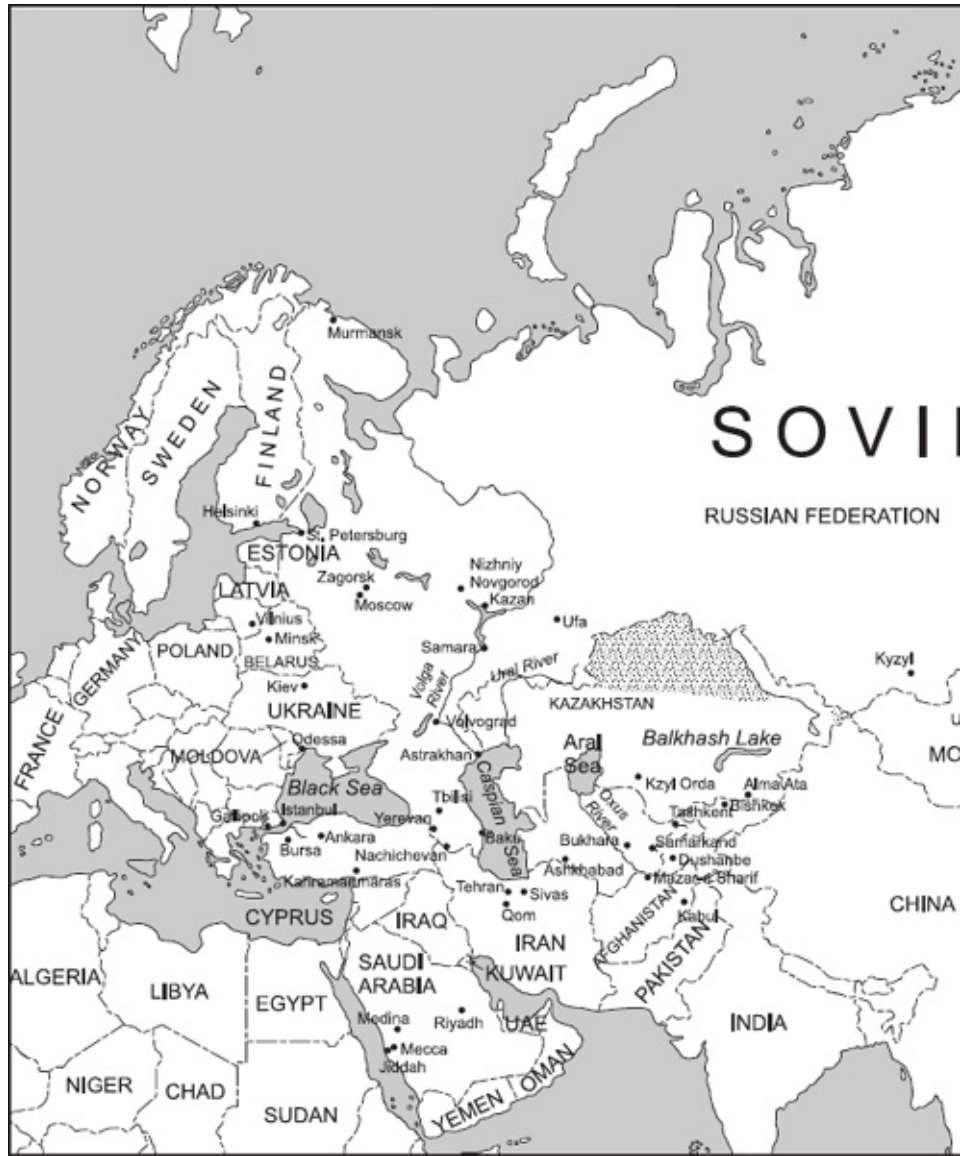 Murmansk
NORWAY
SWEDEN
FINLAND
SOVI
RUSSIAN FEDERATION
Helsinki
St. Petersburg
ESTONIA
Nizhniy
Novgorod
Zagorsk
Moscow
Kazan
LATVIA
Vilnius
Minsk
Ufa
Samara
POLAND
GERMANY
BELARUS
Kyzyl
Volga
River
Ural River
Kiev
KAZAKHSTAN
UKRAINE
Volvograd
FRANCE
MOLDOVA
Odessa
Astrakhan
Aral
Sea
Balkhash Lake
MO
Black Sea
Caspian
Sea
Kzyl Orda
Alma Ata
Oxus
River
Bishkek
Tashkent
Tbilisi
Gallipoli
Istanbul
Yerevan
Baku
Ankara
Bursa
Bukhara
Samarkand
Nachichevan
Ashkhabad
Dushanbe
Mazar-e Sharif
Tehran
Sivas
Qom
Kabul
CYPRUS
IRAQ
IRAN
AFGHANISTAN
CHINA
PAKISTAN
ALGERIA
LIBYA
EGYPT
SAUDI
ARABIA
KUWAIT
Medina
Riyadh
UAE
INDIA
Mecca
Jiddah
OMAN
NIGER
CHAD
SUDAN
YEMEN